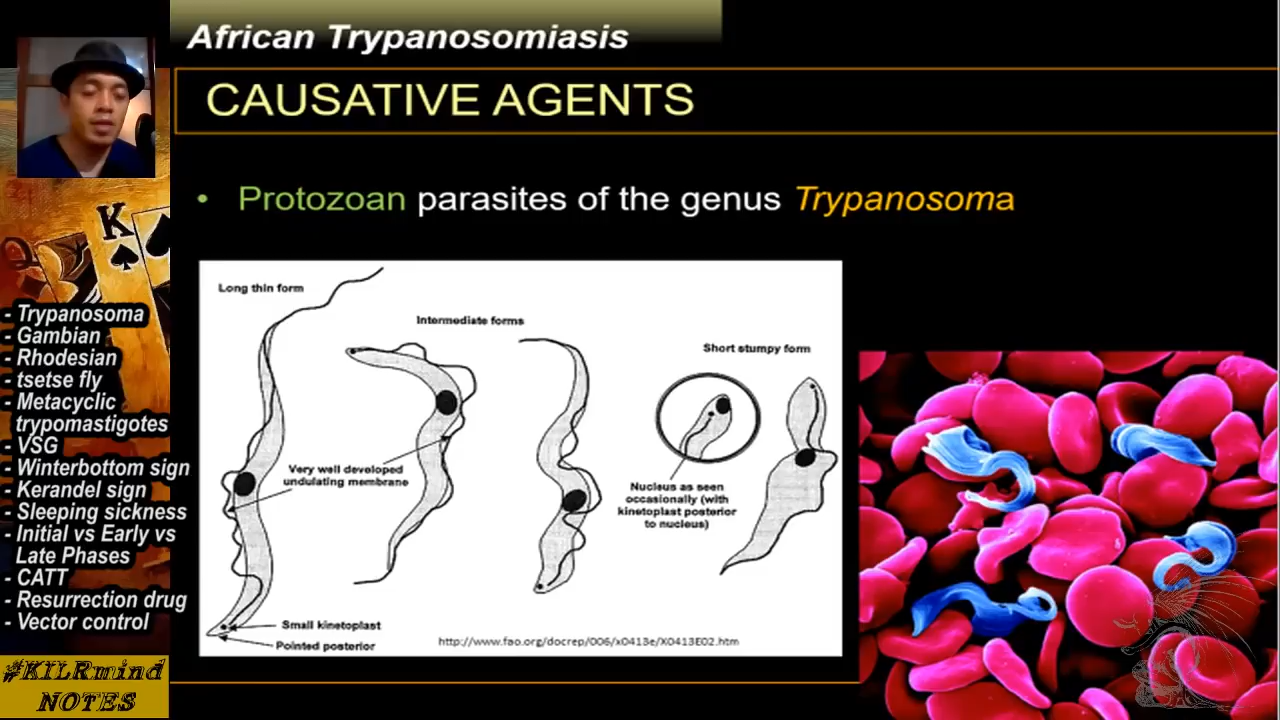 African Trypanosomiasis
CAUSATIVE AGENTS
• Protozoan parasites of the genus Trypanosoma
Long thin form
Intermediate forms
Short stumpy form
Very well developed
undulating membrane
Nucleus as seen
occasionally (with
kinetoplast posterior
to nucleus)
Small kinetoplast
Pointed posterior
http://www.fao.org/docrep/006/x0413e/X0413E02.htm
K
- Trypanosoma
- Gambian
- Rhodesian
- tsetse fly
- Metacyclic
trypomastigotes
- VSG
- Winterbottom sign
- Kerandel sign
- Sleeping sickness
- Initial vs Early vs
Late Phases
- CATT
- Resurrection drug
- Vector control
#KILRmind
NOTES